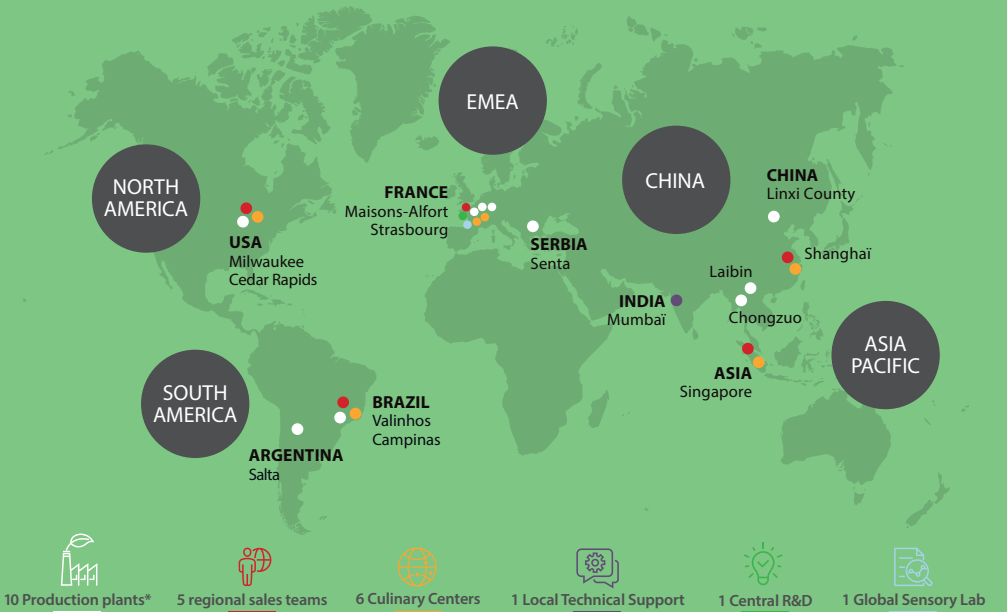 EMEA
NORTH
AMERICA
CHINA
CHINA
Linxi County
FRANCE
Maisons-Alfort
Strasbourg
USA
Milwaukee
Cedar Rapids
SERBIA
Senta
Shanghaï
Laibin
INDIA
Mumbaï
Chongzuo
ASIA
PACIFIC
ASIA
Singapore
SOUTH
AMERICA
BRAZIL
Valinhos
Campinas
ARGENTINA
Salta
10 Production plants*
5 regional sales teams
6 Culinary Centers
1 Local Technical Support
1 Central R&D
1 Global Sensory Lab